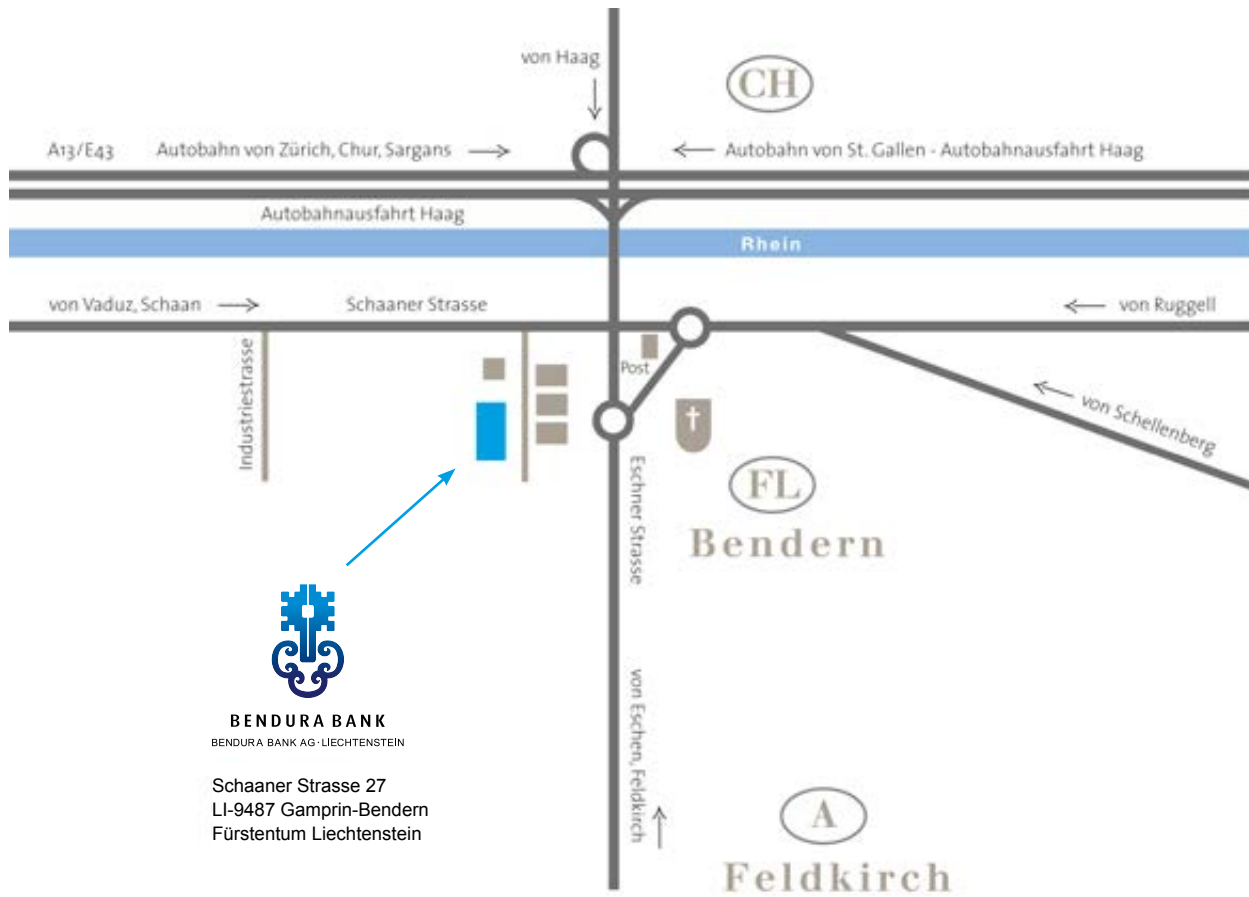 von Haag
CH
A13/E43
Autobahn von Zürich, Chur, Sargans
Autobahn von St. Gallen - Autobahnausfahrt Haag
Autobahnausfahrt Haag
Rhein
von Vaduz, Schaan
Schaaner Strasse
von Ruggell
Industriestrasse
Post
von Schellenberg
Eschner Strasse
FL
Bendern
BENDURA BANK
BENDURA BANK AG · LIECHTENSTEIN
von Eschen, Feldkirch
Schaaner Strasse 27
LI-9487 Gamprin-Bendern
Fürstentum Liechtenstein
A
Feldkirch